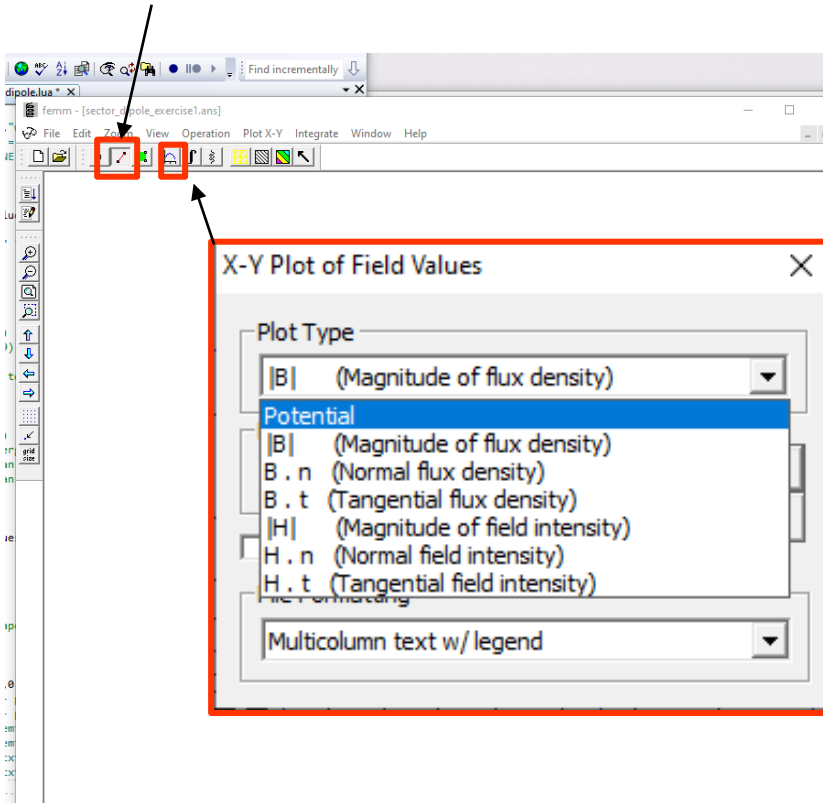 Find incrementally
dipole.lua * X
femm - [sector_dipole_exercise1.ans]
File Edit Zoom View Operation Plot X-Y Integrate Window Help
grid
size
X-Y Plot of Field Values
Plot Type
|B| (Magnitude of flux density)
Potential
|B| (Magnitude of flux density)
B . n (Normal flux density)
B . t (Tangential flux density)
|H| (Magnitude of field intensity)
H . n (Normal field intensity)
H . t (Tangential field intensity)
Multicolumn text w/ legend